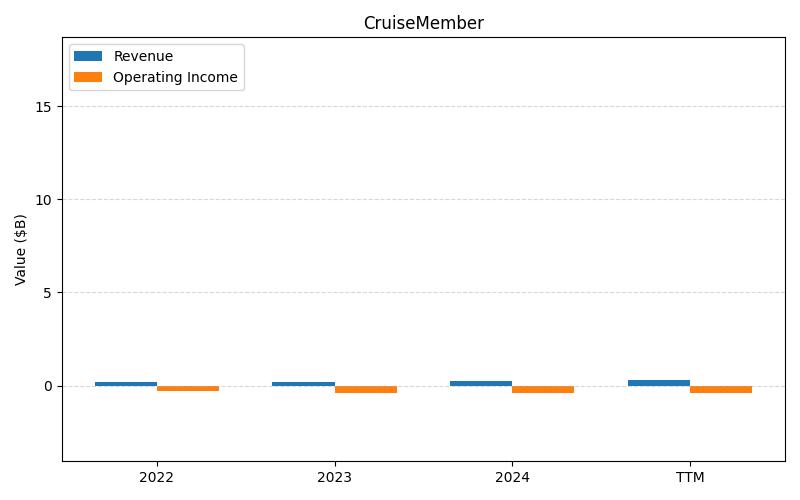 CruiseMember
Revenue
Operating Income
Value ($B)
15
10
5
0
2022 2023 2024 TTM